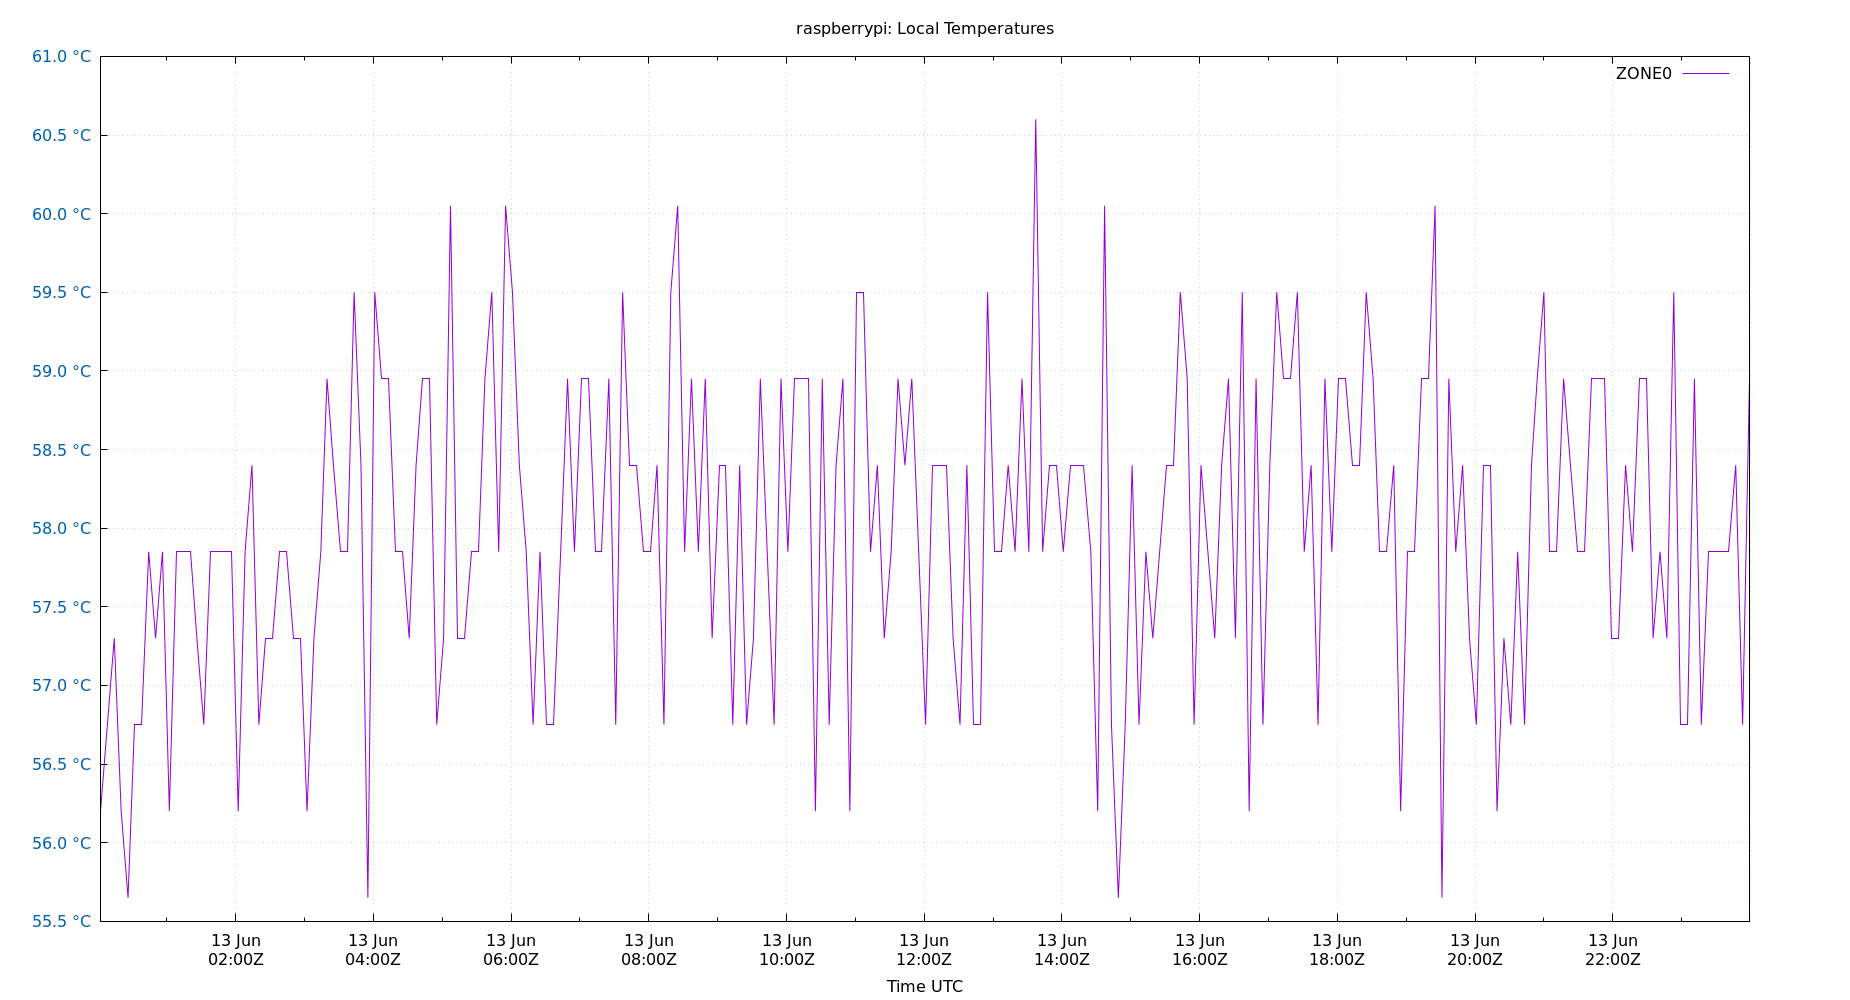 raspberrypi: Local Temperatures
61.0 °C
ZONE0
60.5 °C
60.0 °C
59.5 °C
59.0 °C
58.5 °C
58.0 °C
57.5 °C
57.0 °C
56.5 °C
56.0 °C
55.5 °C
13 Jun 13 Jun 13 Jun 13 Jun 13 Jun 13 Jun 13 Jun 13 Jun 13 Jun 13 Jun 13 Jun
02:00Z 04:00Z 06:00Z 08:00Z 10:00Z 12:00Z 14:00Z 16:00Z 18:00Z 20:00Z 22:00Z
Time UTC